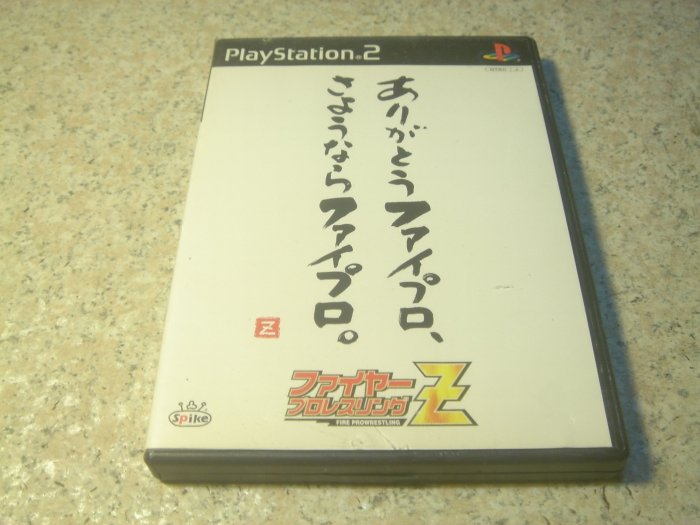 PlayStation®2
ありがとうファイプロ、
さようならファイプロ。
Z
ファイヤー
プロレスリング
Z
FIRE PROWRESTLING
Spike